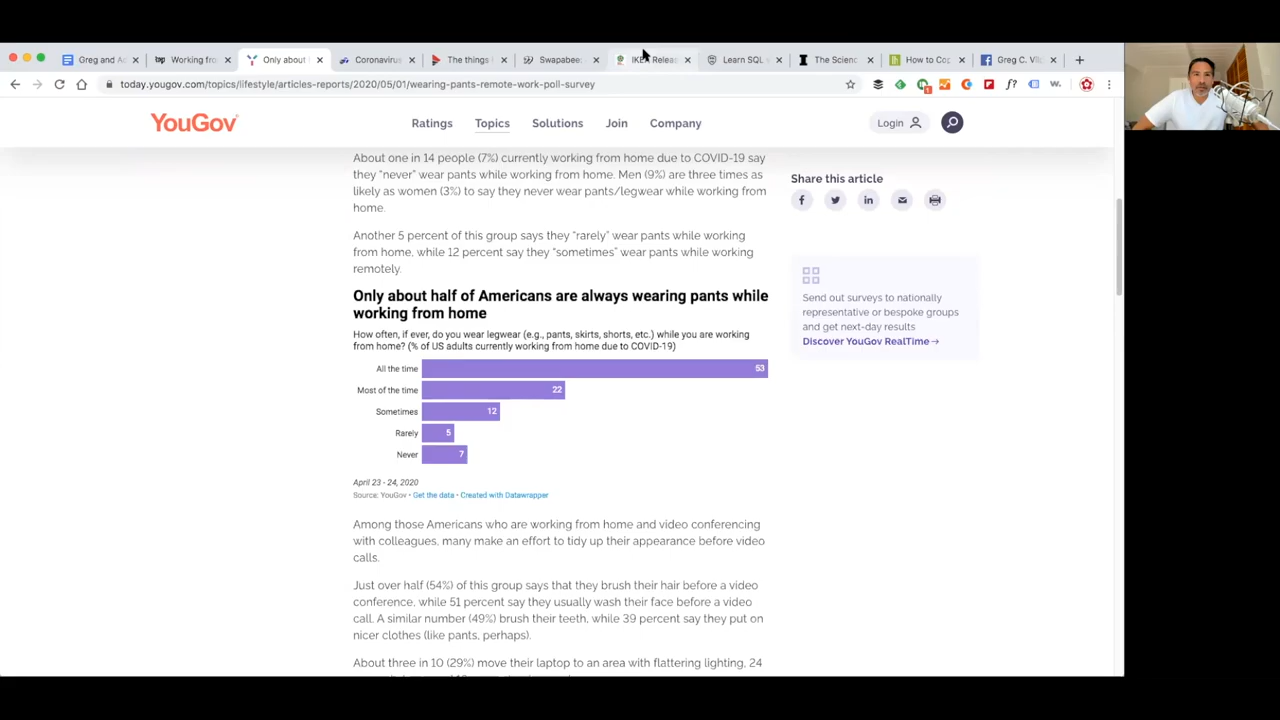 Greg and A
Working fro
Only about
Coronavirus
The things
Swapabee:
IKEA Relea
Learn SQL
The Scienc
How to Cop
Greg C. Vill
today.yougov.com/topics/lifestyle/articles-reports/2020/05/01/wearing-pants-remote-work-poll-survey
YouGov
Ratings
Topics
Solutions
Join
Company
Login
About one in 14 people (7%) currently working from home due to COVID-19 say
they “never” wear pants while working from home. Men (9%) are three times as
likely as women (3%) to say they never wear pants/legwear while working from
home.
Share this article
Another 5 percent of this group says they “rarely” wear pants while working
from home, while 12 percent say they “sometimes” wear pants while working
remotely.
Send out surveys to nationally
representative or bespoke groups
and get next-day results
Discover YouGov RealTime→
Only about half of Americans are always wearing pants while
working from home
How often, if ever, do you wear legwear (e.g., pants, skirts, shorts, etc.) while you are working
from home? (% of US adults currently working from home due to COVID-19)
All the time 53
Most of the time 22
Sometimes 12
Rarely 5
Never 7
April 23 - 24, 2020
Source: YouGov • Get the data • Created with Datawrapper
Among those Americans who are working from home and video conferencing
with colleagues, many make an effort to tidy up their appearance before video
calls.
Just over half (54%) of this group says that they brush their hair before a video
conference, while 51 percent say they usually wash their face before a video
call. A similar number (49%) brush their teeth, while 39 percent say they put on
nicer clothes (like pants, perhaps).
About three in 10 (29%) move their laptop to an area with flattering lighting, 24